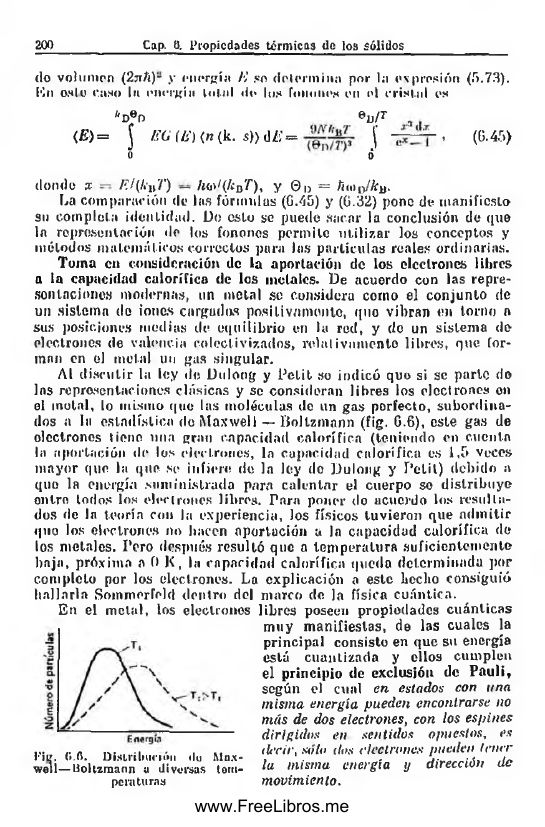 200 Cap. 6. Propiedades térmicas de los sólidos
de volumen (2πħ)³ y energía E se determina por la expresión (5.73).
En este caso la energía total de los fonones en el cristal es
⟨E⟩ = ∫₀^{k_DΘ_D} EG (E) ⟨n (k, s)⟩ dE = 9Nk_BT/(Θ_D/T)³ ∫₀^{Θ_D/T} x³dx/(eˣ − 1), (6.45)
donde x = E/(k_BT) = ħω/(k_BT), y Θ_D = ħω_D/k_B.
La comparación de las fórmulas (6.45) y (6.32) pone de manifiesto
su completa identidad. De esto se puede sacar la conclusión de que
la representación de los fonones permite utilizar los conceptos y
métodos matemáticos correctos para las partículas reales ordinarias.
Toma en consideración de la aportación de los electrones libres
a la capacidad calorífica de los metales. De acuerdo con las repre-
sentaciones modernas, un metal se considera como el conjunto de
un sistema de iones cargados positivamente, que vibran en torno a
sus posiciones medias de equilibrio en la red, y de un sistema de
electrones de valencia colectivizados, relativamente libres, que for-
man en el metal un gas singular.
Al discutir la ley de Dulong y Petit se indicó que si se parte de
las representaciones clásicas y se consideran libres los electrones en
el metal, lo mismo que las moléculas de un gas perfecto, subordina-
dos a la estadística de Maxwell — Boltzmann (fig. 6.6), este gas de
electrones tiene una gran capacidad calorífica (teniendo en cuenta
la aportación de los electrones, la capacidad calorífica es 1,5 veces
mayor que la que se infiere de la ley de Dulong y Petit) debido a
que la energía suministrada para calentar el cuerpo se distribuye
entre todos los electrones libres. Para poner de acuerdo los resulta-
dos de la teoría con la experiencia, los físicos tuvieron que admitir
que los electrones no hacen aportación a la capacidad calorífica de
los metales. Pero después resultó que a temperatura suficientemente
baja, próxima a 0 K, la capacidad calorífica queda determinada por
completo por los electrones. La explicación a este hecho consiguió
hallarla Sommerfeld dentro del marco de la física cuántica.
En el metal, los electrones libres poseen propiedades cuánticas
muy manifiestas, de las cuales la
principal consiste en que su energía
está cuantizada y ellos cumplen
el principio de exclusión de Pauli,
según el cual en estados con una
misma energía pueden encontrarse no
más de dos electrones, con los espines
dirigidos en sentidos opuestos, es
decir, sólo dos electrones pueden tener
la misma energía y dirección de
movimiento.
Número de partículas
T₁
T₂>T₁
Energía
Fig. 6.6. Distribución de Max-
well—Boltzmann a diversas tem-
peraturas
www.FreeLibros.me